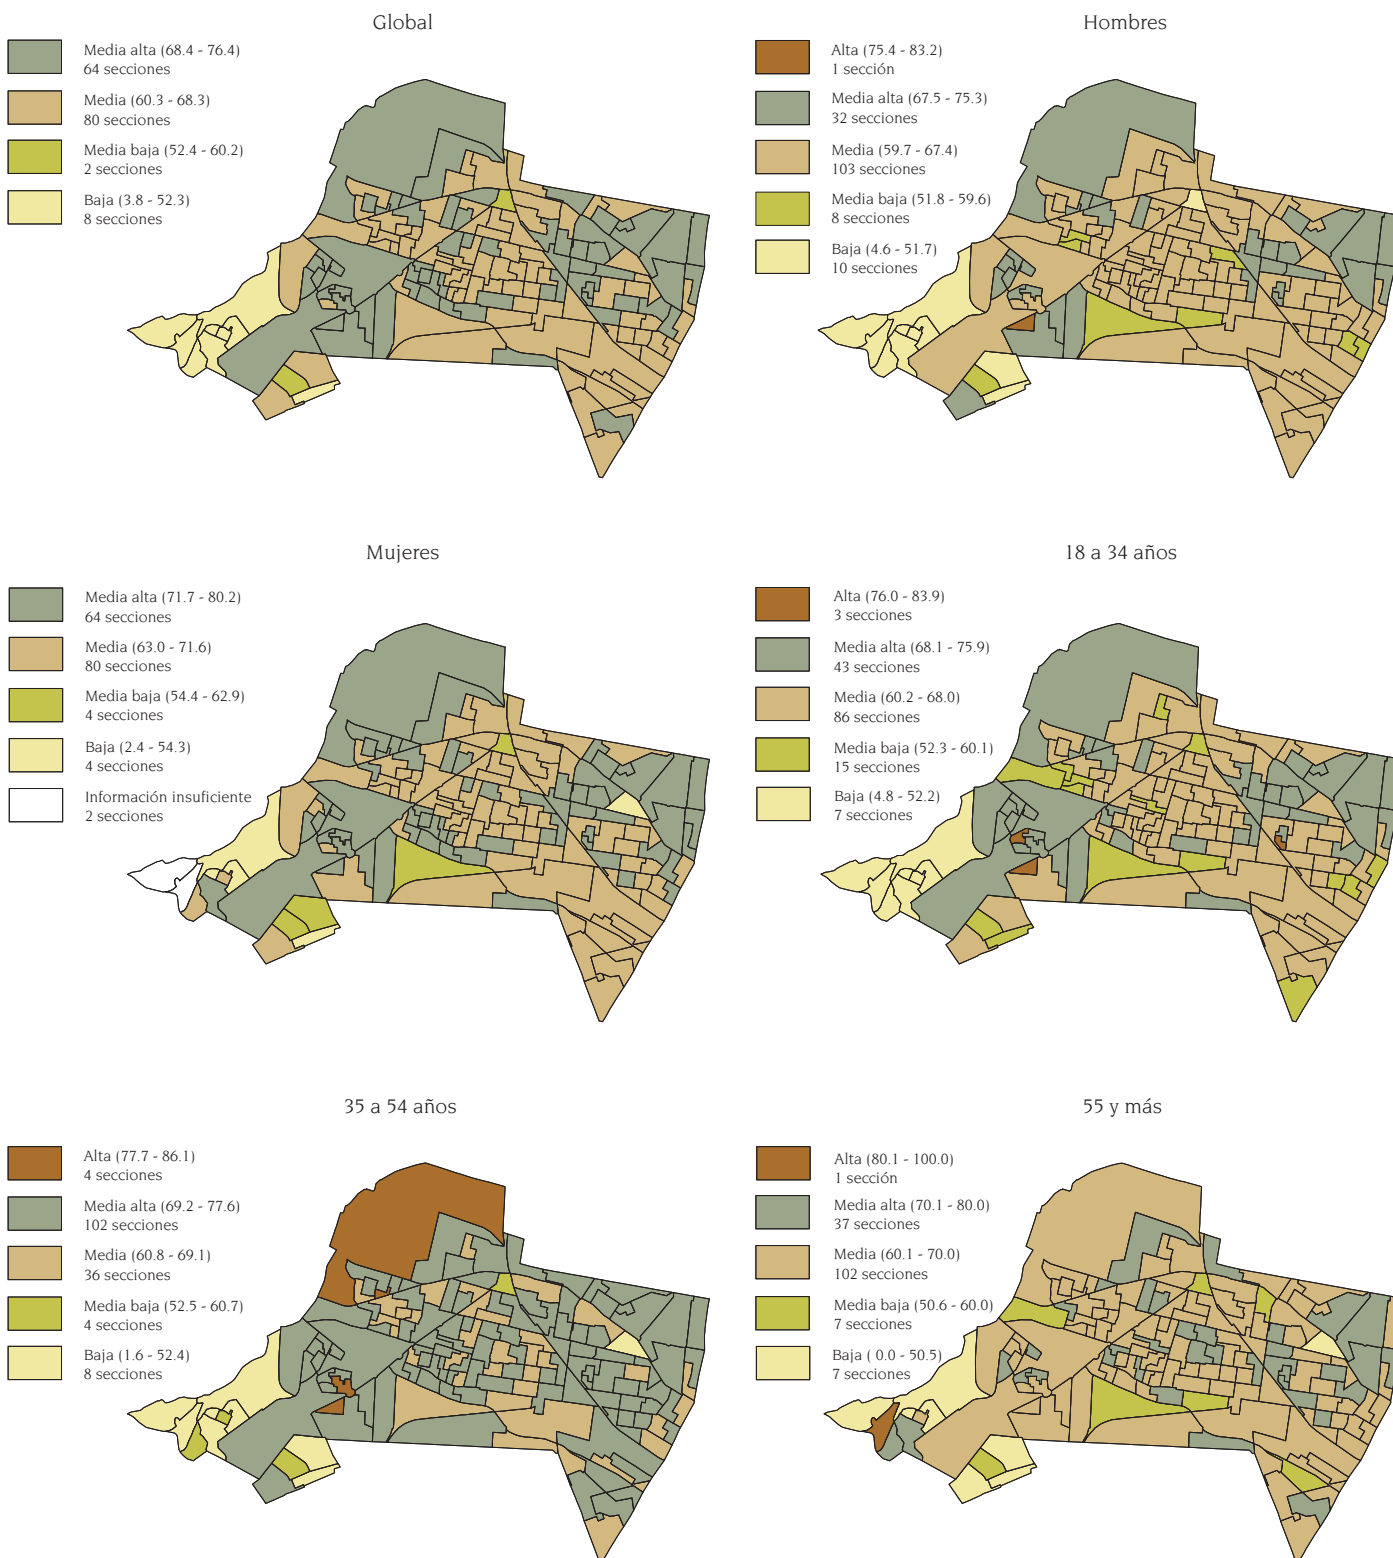 Global
Media alta (68.4 - 76.4)
64 secciones
Media (60.3 - 68.3)
80 secciones
Media baja (52.4 - 60.2)
2 secciones
Baja (3.8 - 52.3)
8 secciones
Hombres
Alta (75.4 - 83.2)
1 sección
Media alta (67.5 - 75.3)
32 secciones
Media (59.7 - 67.4)
103 secciones
Media baja (51.8 - 59.6)
8 secciones
Baja (4.6 - 51.7)
10 secciones
Mujeres
Media alta (71.7 - 80.2)
64 secciones
Media (63.0 - 71.6)
80 secciones
Media baja (54.4 - 62.9)
4 secciones
Baja (2.4 - 54.3)
4 secciones
Información insuficiente
2 secciones
18 a 34 años
Alta (76.0 - 83.9)
3 secciones
Media alta (68.1 - 75.9)
43 secciones
Media (60.2 - 68.0)
86 secciones
Media baja (52.3 - 60.1)
15 secciones
Baja (4.8 - 52.2)
7 secciones
35 a 54 años
Alta (77.7 - 86.1)
4 secciones
Media alta (69.2 - 77.6)
102 secciones
Media (60.8 - 69.1)
36 secciones
Media baja (52.5 - 60.7)
4 secciones
Baja (1.6 - 52.4)
8 secciones
55 y más
Alta (80.1 - 100.0)
1 sección
Media alta (70.1 - 80.0)
37 secciones
Media (60.1 - 70.0)
102 secciones
Media baja (50.6 - 60.0)
7 secciones
Baja ( 0.0 - 50.5)
7 secciones